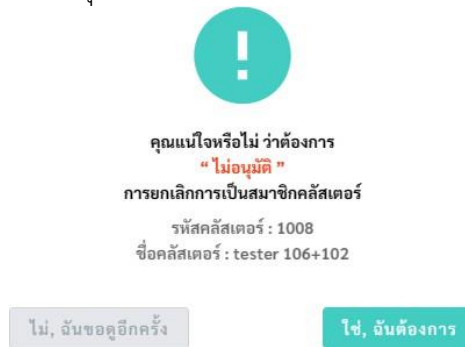 !
คุณแน่ใจหรือไม่ ว่าต้องการ
“ ไม่อนุมัติ ”
การยกเลิกการเป็นสมาชิกคลัสเตอร์
รหัสคลัสเตอร์ : 1008
ชื่อคลัสเตอร์ : tester 106+102
ไม่, ฉันขอดูอีกครั้ง
ใช่, ฉันต้องการ